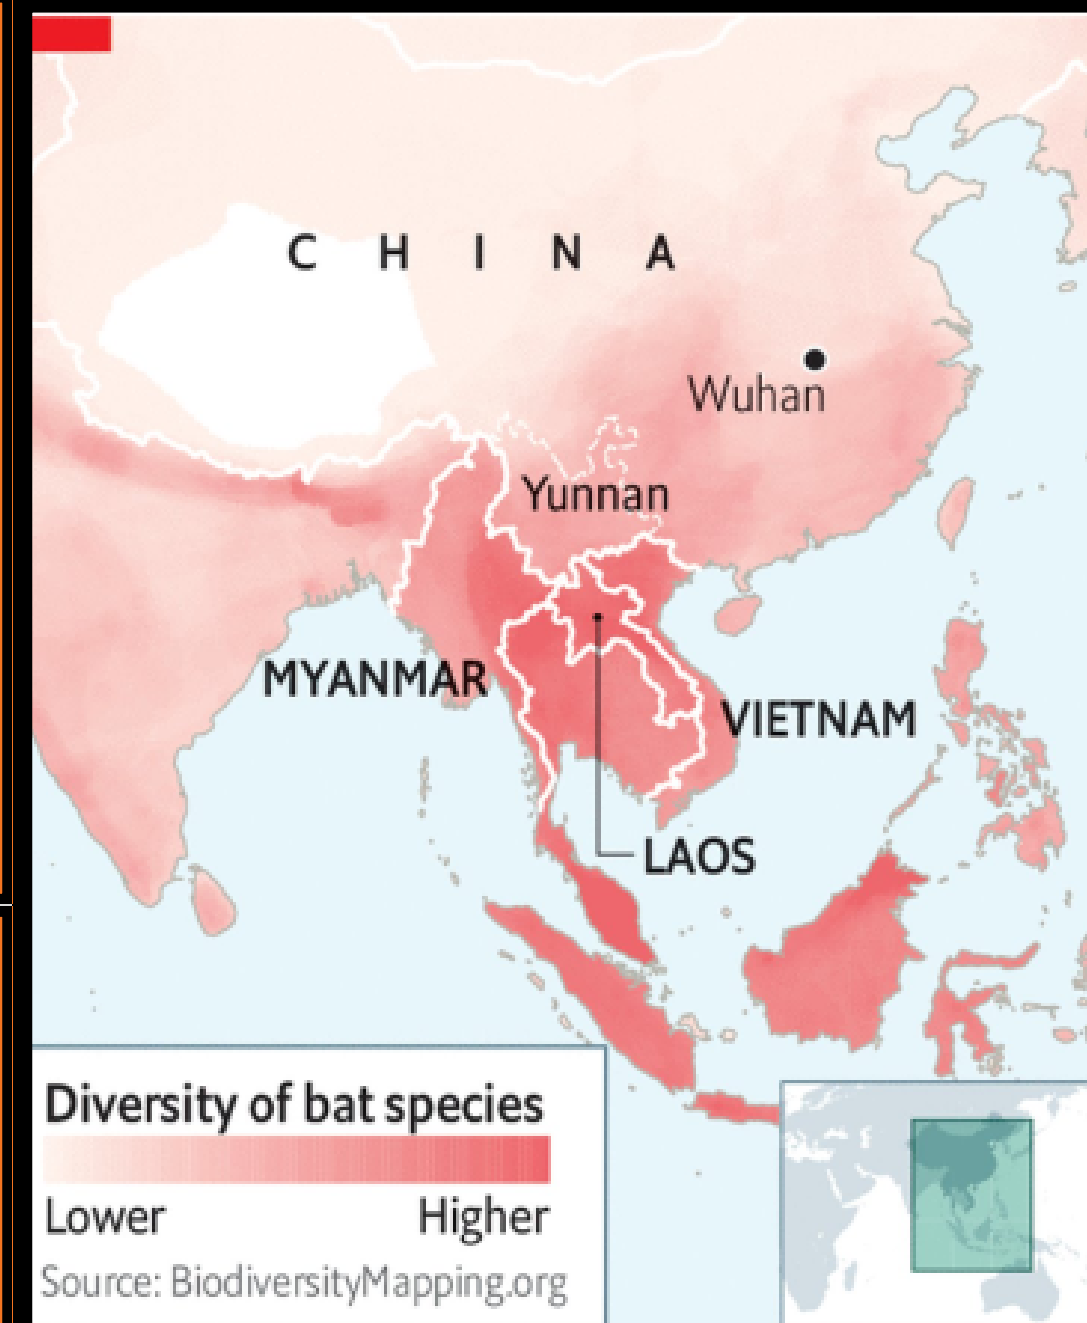 C H I N A
Wuhan
Yunnan
MYANMAR
VIETNAM
LAOS
Diversity of bat species
Lower Higher
Source: BiodiversityMapping.org